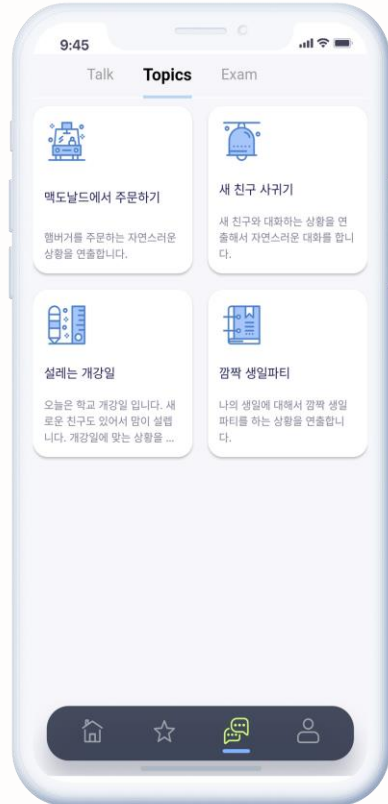 9:45
Talk Topics Exam
맥도날드에서 주문하기
햄버거를 주문하는 자연스러운
상황을 연출합니다.
새 친구 사귀기
새 친구와 대화하는 상황을 연
출해서 자연스러운 대화를 합니
다.
설레는 개강일
오늘은 학교 개강일 입니다. 새
로운 친구도 있어서 맘이 설렙
니다. 개강일에 맞는 상황을 ...
깜짝 생일파티
나의 생일에 대해서 깜짝 생일
파티를 하는 상황을 연출합니
다.